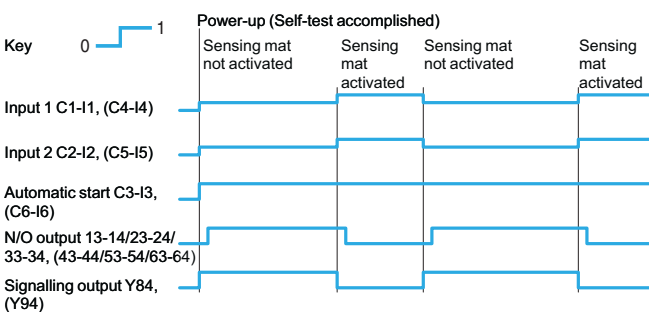 Power-up (Self-test accomplished)
Key 0 1
Sensing mat not activated
Sensing mat activated
Sensing mat not activated
Sensing mat activated
Input 1 C1-I1, (C4-I4)
Input 2 C2-I2, (C5-I5)
Automatic start C3-I3,
(C6-I6)
N/O output 13-14/23-24/
33-34, (43-44/53-54/63-64)
Signalling output Y84,
(Y94)